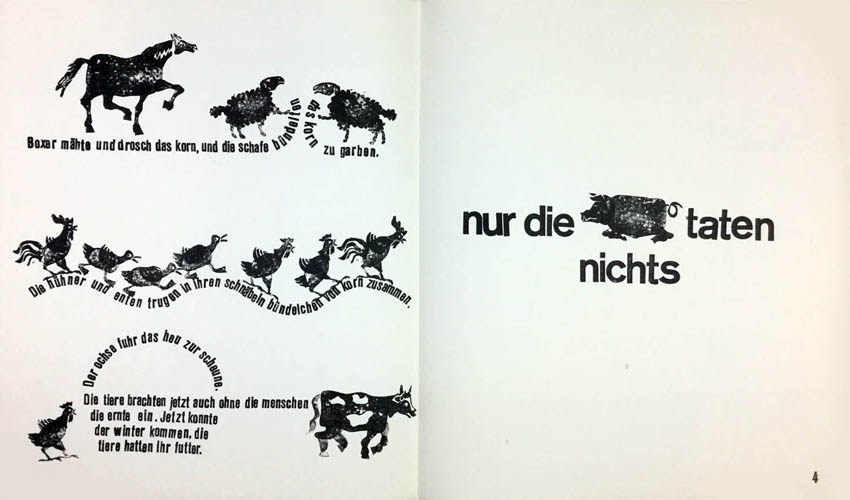 Boxer mähte und drosch das korn, und die schafe bündelten das korn zu garben.
Die hühner und enten trugen in ihren schnäbeln bündelchen von korn zusammen.
Der ochse fuhr das heu zur scheune.
Die tiere brachten jetzt auch ohne die menschen
die ernte ein. Jetzt konnte
der winter kommen, die
tiere hatten ihr futter.
nur die taten
nichts
4